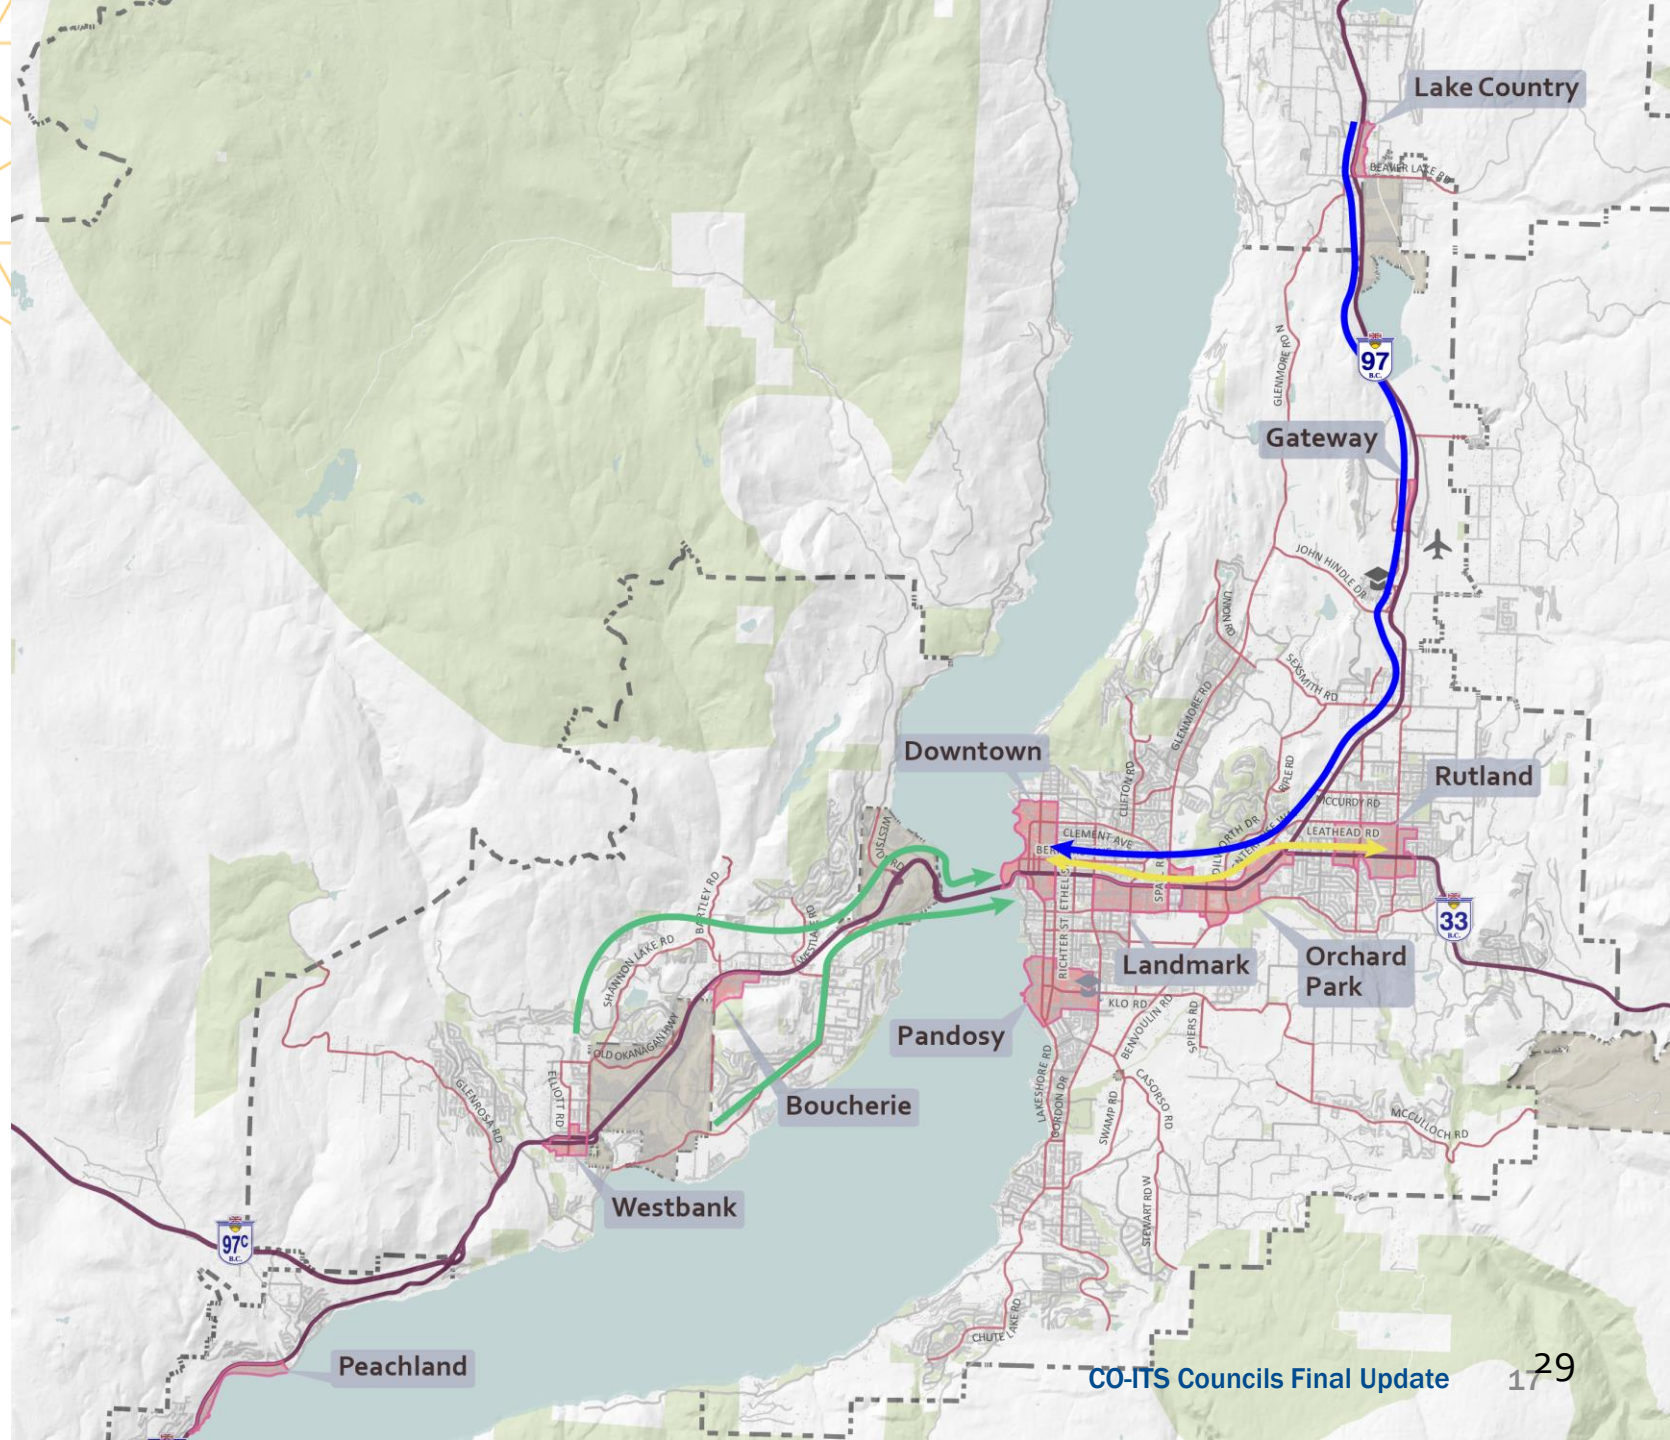 Lake Country
BEAVER LAKE RD
97
B.C.
GLENMORE RD N
Gateway
JOHN HINDLE DR
UNION RD
SEXSMITH RD
GLENMORE RD
Downtown
CLIFTON RD
Rutland
MCCURDY RD
CLEMENT AVE
LEATHEAD RD
BARTLEY RD
RICHTER ST
ETHEL S
SHANNON LAKE RD
33
B.C.
Landmark
Orchard
Park
KLO RD
BENVOULIN RD
SPIERS RD
OLD OKANAGAN HWY
Pandosy
ELLIOTT RD
GLENROSA RD
LAKESHORE RD
GORDON DR
SWAMP RD
CASORSO RD
Boucherie
MCCULLOCH RD
Westbank
STEWART RD W
97C
B.C.
CHUTE LAKE RD
Peachland
CO-ITS Councils Final Update
17
29